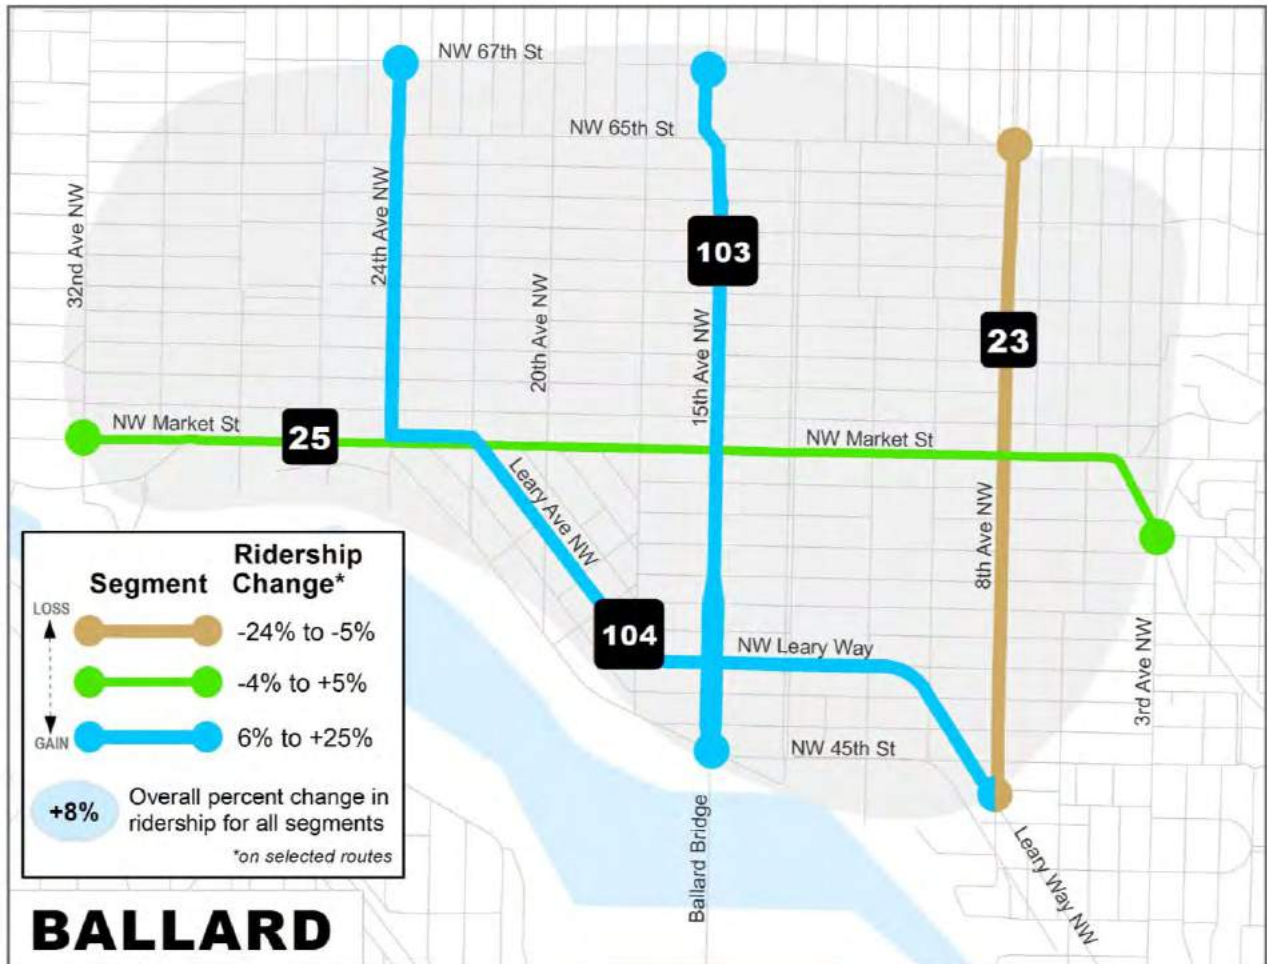 NW 67th St
NW 65th St
32nd Ave NW
24th Ave NW
20th Ave NW
103
15th Ave NW
23
NW Market St
25
NW Market St
Leary Ave NW
8th Ave NW
104
NW Leary Way
3rd Ave NW
NW 45th St
Ballard Bridge
Leary Way NW
Segment
Ridership
Change*
LOSS
-24% to -5%
-4% to +5%
GAIN
6% to +25%
+8%
Overall percent change in
ridership for all segments
*on selected routes
BALLARD